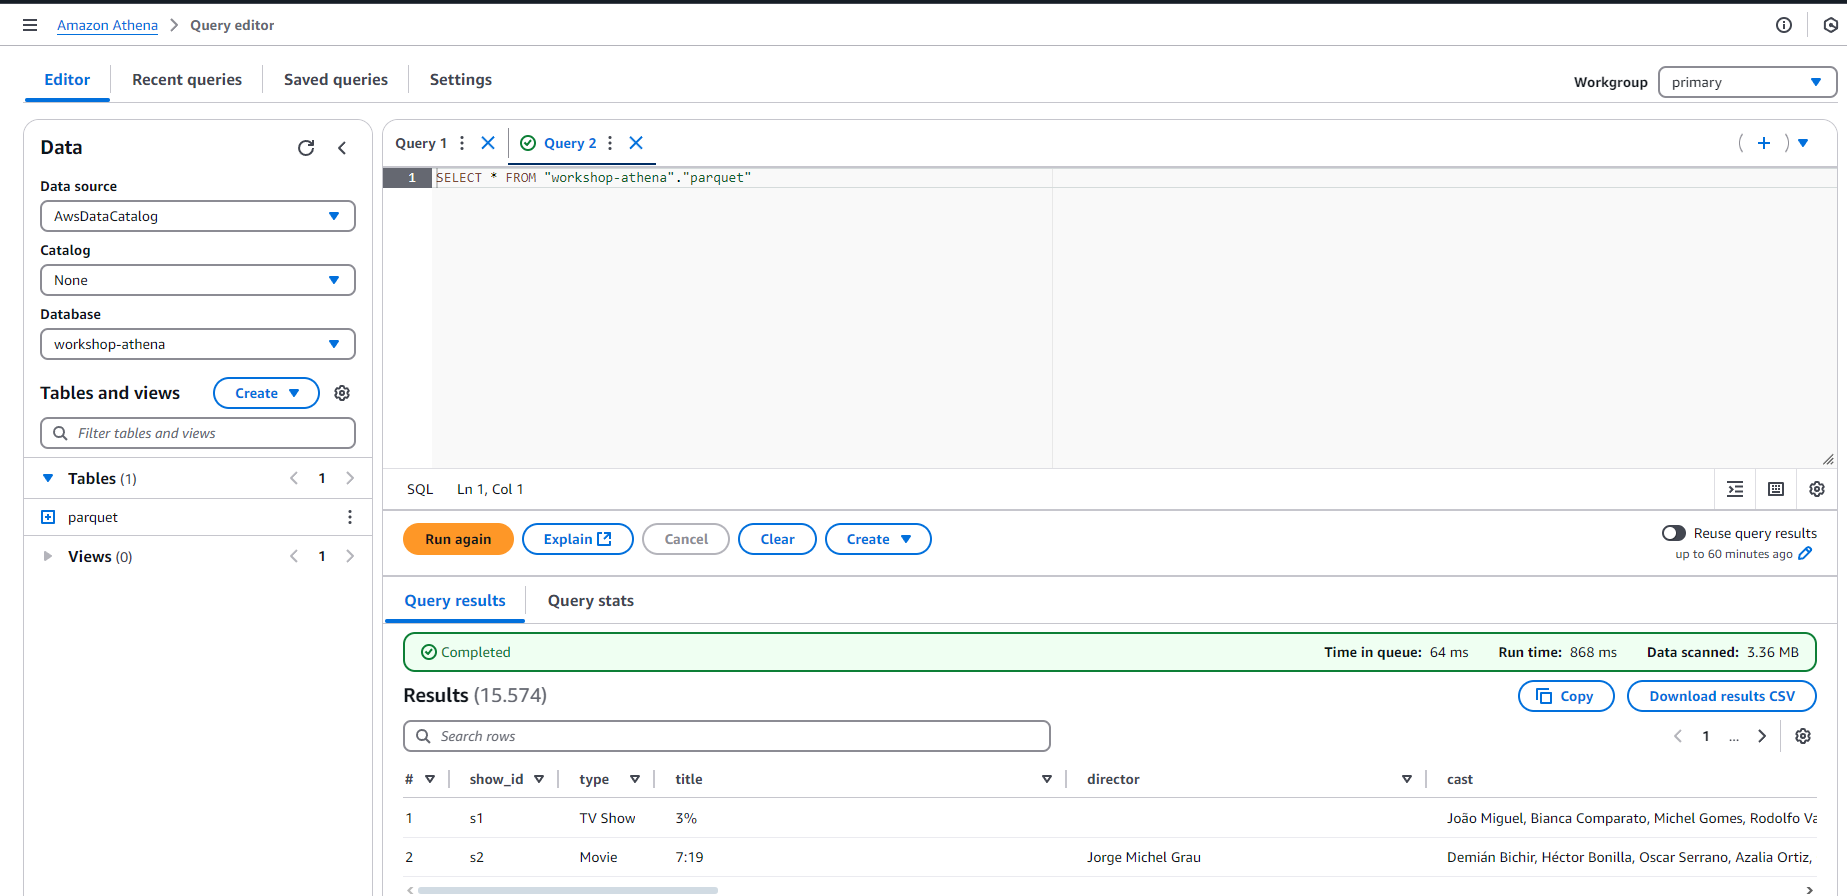 Amazon Athena > Query editor
Editor Recent queries Saved queries Settings
Workgroup primary
Data
Data source
AwsDataCatalog
Catalog
None
Database
workshop-athena
Tables and views Create
Filter tables and views
Tables (1) 1
parquet
Views (0) 1
Query 1 Query 2
1 SELECT * FROM "workshop-athena"."parquet"
SQL Ln 1, Col 1
Run again Explain Cancel Clear Create
Reuse query results
up to 60 minutes ago
Query results Query stats
Completed Time in queue: 64 ms Run time: 868 ms Data scanned: 3.36 MB
Results (15.574) Copy Download results CSV
Search rows 1 ...
# show_id type title director cast
1 s1 TV Show 3% João Miguel, Bianca Comparato, Michel Gomes, Rodolfo
2 s2 Movie 7:19 Jorge Michel Grau Demián Bichir, Héctor Bonilla, Oscar Serrano, Azalia Ortiz,